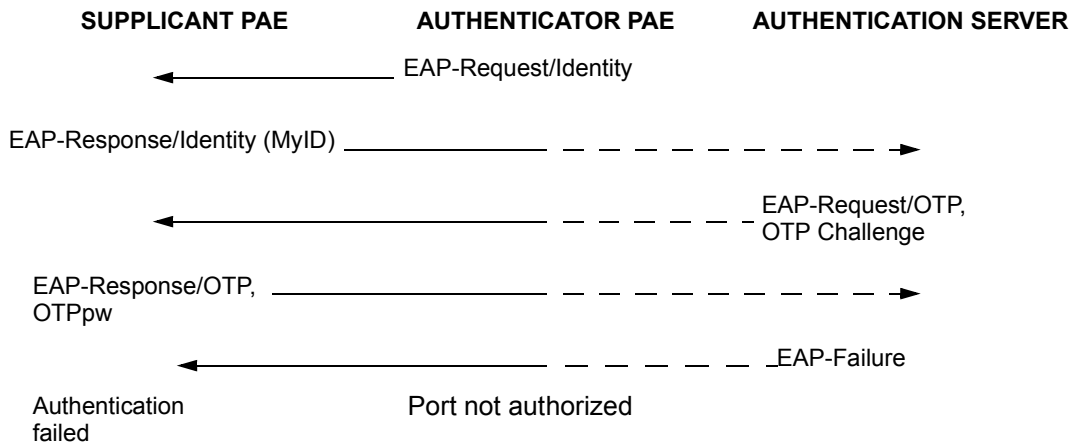 SUPPLICANT PAE AUTHENTICATOR PAE AUTHENTICATION SERVER
EAP-Request/Identity
EAP-Response/Identity (MyID)
EAP-Request/OTP,
OTP Challenge
EAP-Response/OTP,
OTPpw
EAP-Failure
Authentication
failed
Port not authorized